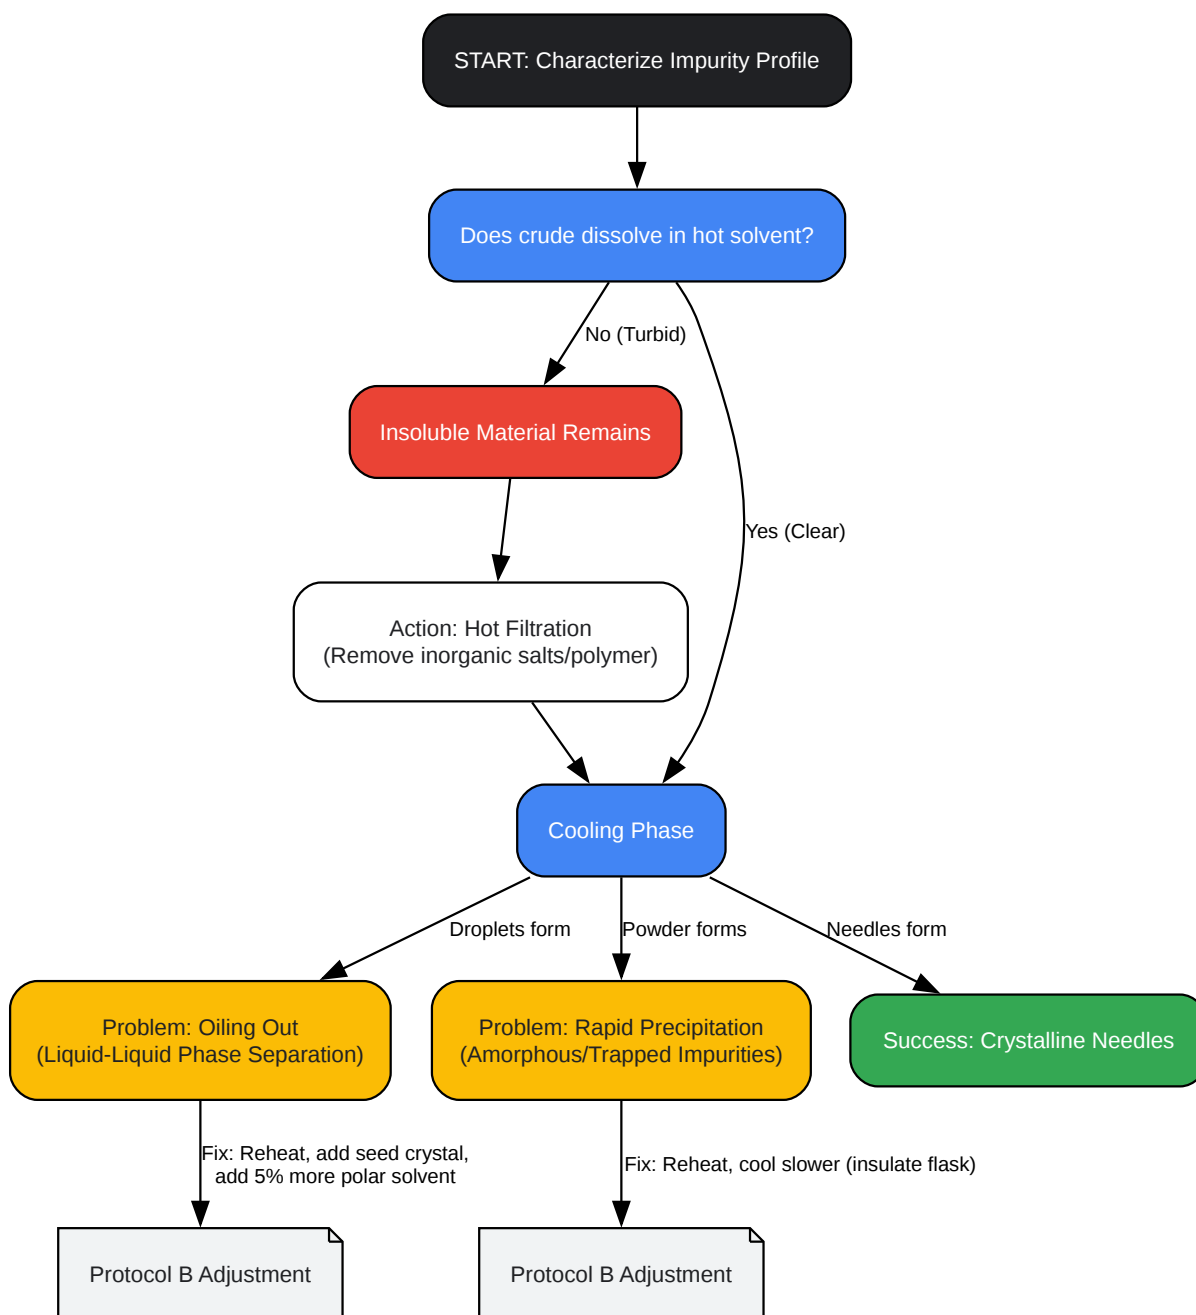 START: Characterize Impurity Profile
Does crude dissolve in hot solvent?
No (Turbid)
Insoluble Material Remains
Yes (Clear)
Action: Hot Filtration
(Remove inorganic salts/polymer)
Cooling Phase
Droplets form
Powder forms
Needles form
Problem: Oiling Out
(Liquid-Liquid Phase Separation)
Problem: Rapid Precipitation
(Amorphous/Trapped Impurities)
Success: Crystalline Needles
Fix: Reheat, add seed crystal,
add 5% more polar solvent
Fix: Reheat, cool slower (insulate flask)
Protocol B Adjustment
Protocol B Adjustment